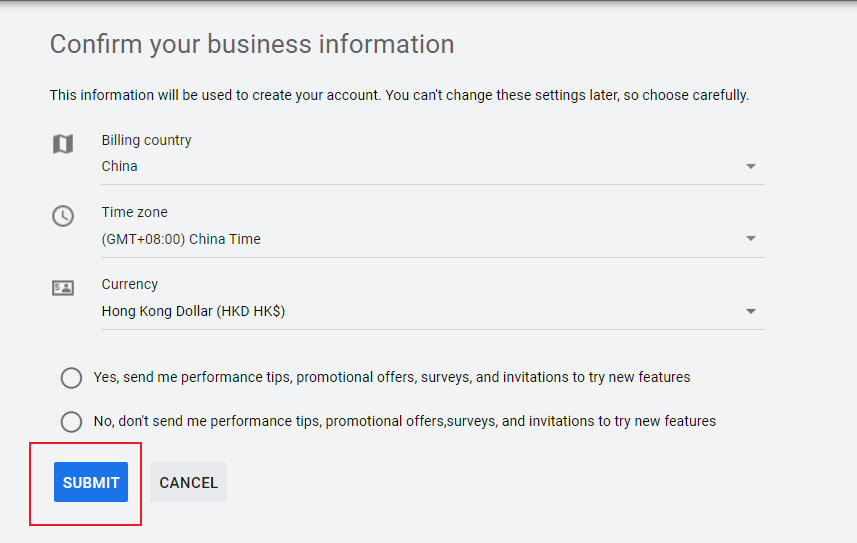 Confirm your business information
This information will be used to create your account. You can't change these settings later, so choose carefully.
Billing country
China
Time zone
(GMT+08:00) China Time
Currency
Hong Kong Dollar (HKD HK$)
Yes, send me performance tips, promotional offers, surveys, and invitations to try new features
No, don't send me performance tips, promotional offers,surveys, and invitations to try new features
SUBMIT CANCEL